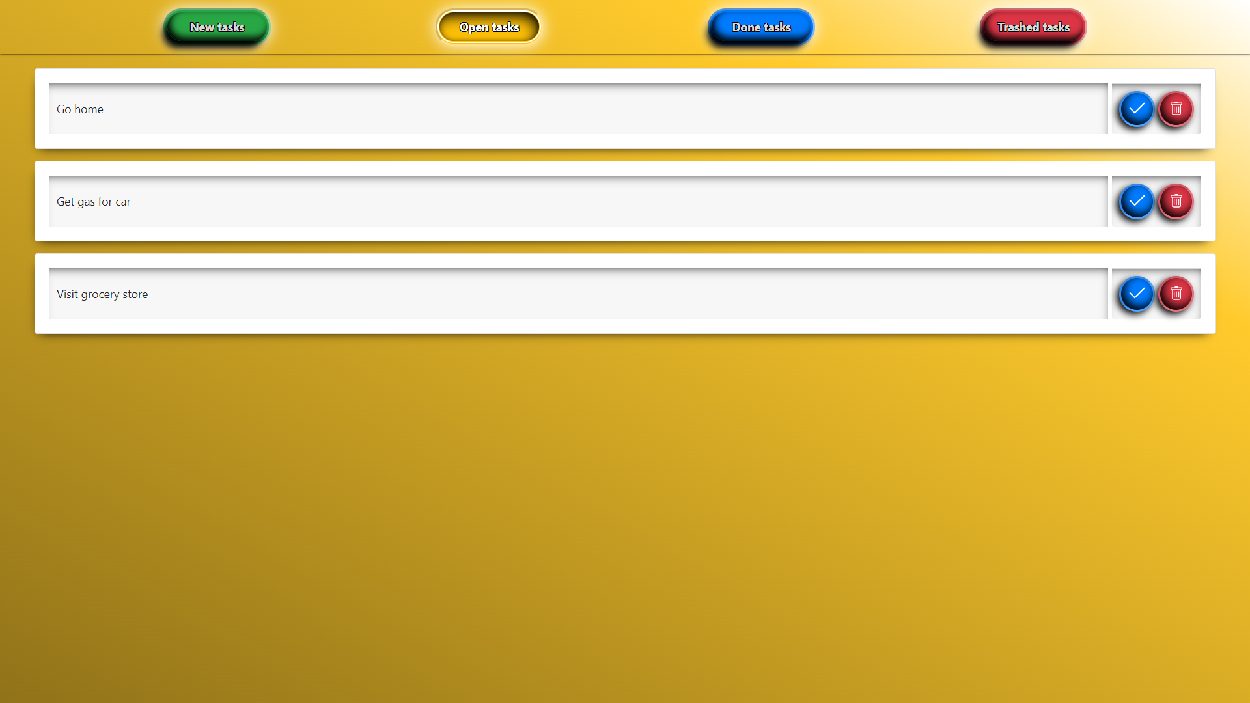 New tasks
Open tasks
Done tasks
Trashed tasks
Go home
Get gas for car
Visit grocery store